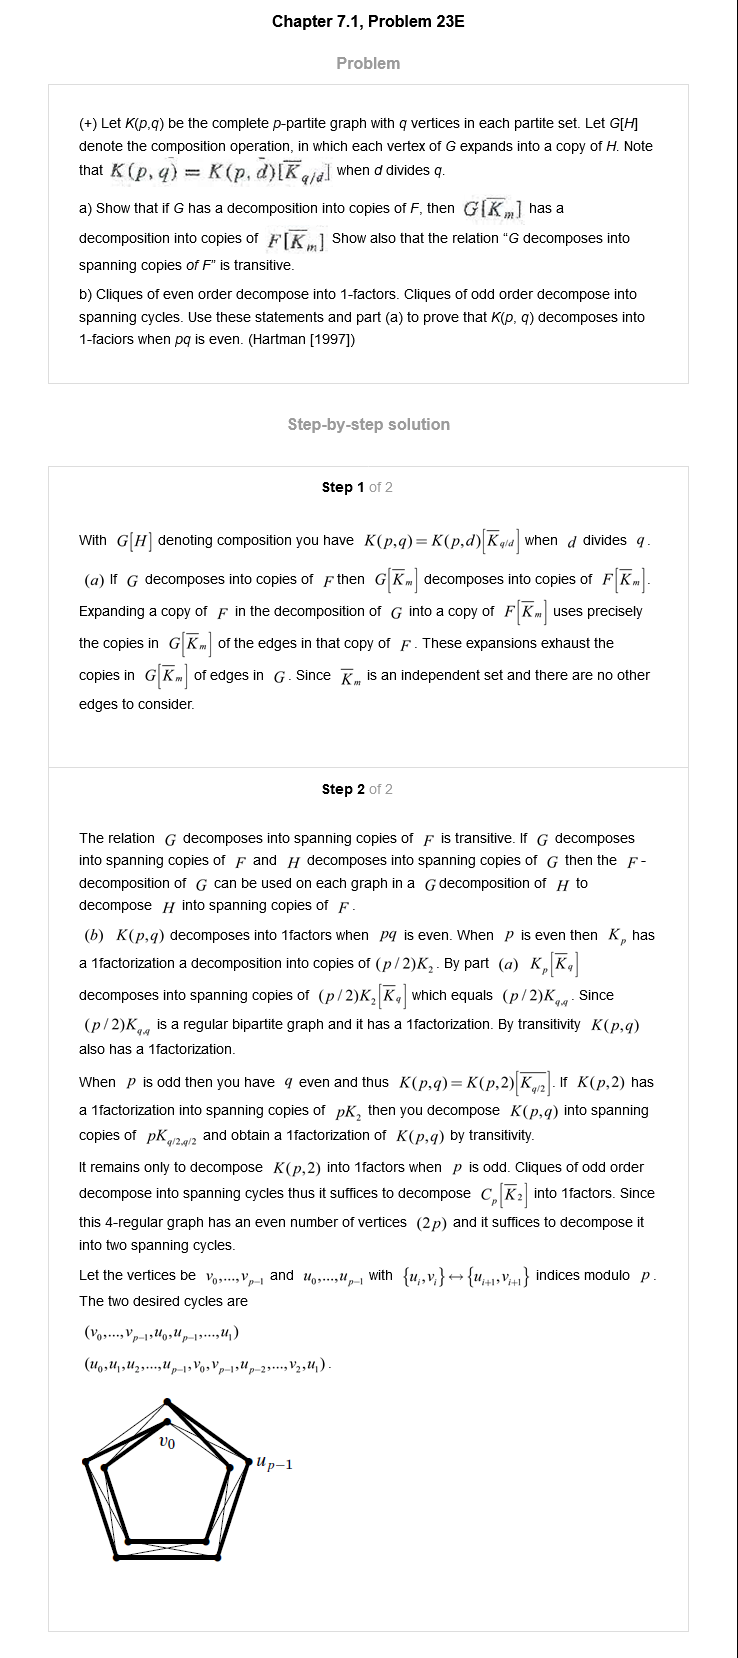 Chapter 7.1, Problem 23E
Problem
(+) Let K(p,q) be the complete p-partite graph with q vertices in each partite set. Let G[H]
denote the composition operation, in which each vertex of G expands into a copy of H. Note
that K(p, q) = K(p, d)[K̅_{q/d}] when d divides q.
a) Show that if G has a decomposition into copies of F, then G[K̅_m] has a
decomposition into copies of F[K̅_m] Show also that the relation "G decomposes into
spanning copies of F" is transitive.
b) Cliques of even order decompose into 1-factors. Cliques of odd order decompose into
spanning cycles. Use these statements and part (a) to prove that K(p, q) decomposes into
1-faciors when pq is even. (Hartman [1997])
Step-by-step solution
Step 1 of 2
With G[H] denoting composition you have K(p,q)=K(p,d)[K̅_{q/d}] when d divides q.
(a) If G decomposes into copies of F then G[K̅_m] decomposes into copies of F[K̅_m].
Expanding a copy of F in the decomposition of G into a copy of F[K̅_m] uses precisely
the copies in G[K̅_m] of the edges in that copy of F. These expansions exhaust the
copies in G[K̅_m] of edges in G. Since K̅_m is an independent set and there are no other
edges to consider.
Step 2 of 2
The relation G decomposes into spanning copies of F is transitive. If G decomposes
into spanning copies of F and H decomposes into spanning copies of G then the F-
decomposition of G can be used on each graph in a G decomposition of H to
decompose H into spanning copies of F.
(b) K(p,q) decomposes into 1factors when pq is even. When p is even then K_p has
a 1factorization a decomposition into copies of (p/2)K_2. By part (a) K_p[K̅_q]
decomposes into spanning copies of (p/2)K_2[K̅_q] which equals (p/2)K_{q,q}. Since
(p/2)K_{q,q} is a regular bipartite graph and it has a 1factorization. By transitivity K(p,q)
also has a 1factorization.
When p is odd then you have q even and thus K(p,q)=K(p,2)[K̅_{q/2}]. If K(p,2) has
a 1factorization into spanning copies of pK_2 then you decompose K(p,q) into spanning
copies of pK_{q/2,q/2} and obtain a 1factorization of K(p,q) by transitivity.
It remains only to decompose K(p,2) into 1factors when p is odd. Cliques of odd order
decompose into spanning cycles thus it suffices to decompose C_p[K̅_2] into 1factors. Since
this 4-regular graph has an even number of vertices (2p) and it suffices to decompose it
into two spanning cycles.
Let the vertices be v_0,...,v_{p-1} and u_0,...,u_{p-1} with {u_i,v_i}↔{u_{i+1},v_{i+1}} indices modulo p.
The two desired cycles are
(v_0,...,v_{p-1},u_0,u_{p-1},...,u_1)
(u_0,u_1,u_2,...,u_{p-1},v_0,v_{p-1},u_{p-2},...,v_2,u_1).
v_0
u_{p-1}